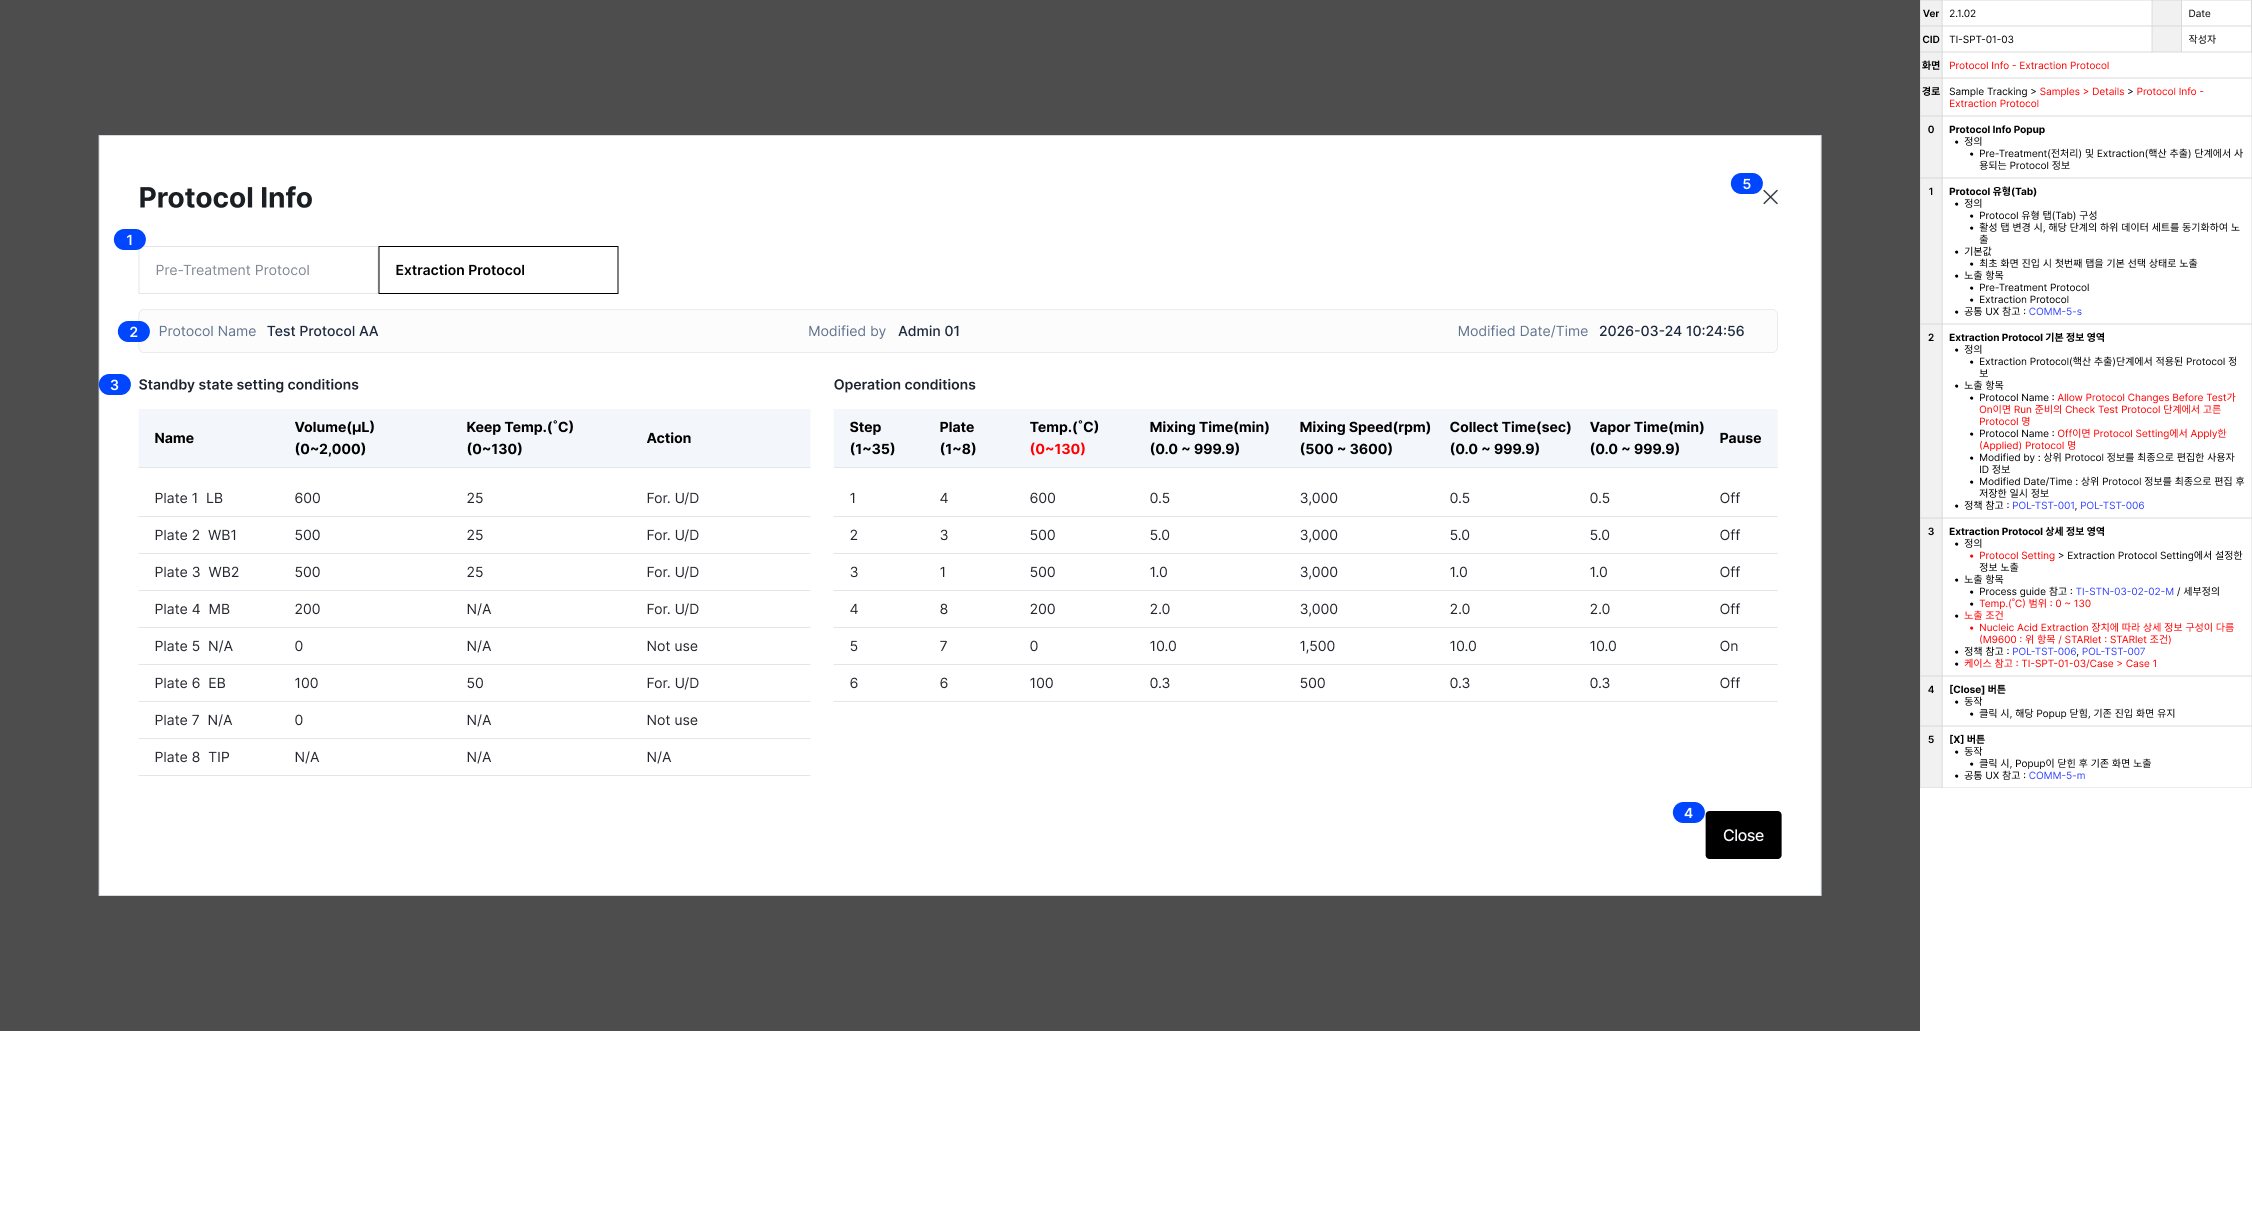 Protocol Info
5
1
Pre-Treatment Protocol
Extraction Protocol
2
Protocol Name Test Protocol AA
Modified by Admin 01
Modified Date/Time 2026-03-24 10:24:56
3
Standby state setting conditions
Name Volume(μL) (0~2,000) Keep Temp.(˚C) (0~130) Action
Plate 1 LB 600 25 For. U/D
Plate 2 WB1 500 25 For. U/D
Plate 3 WB2 500 25 For. U/D
Plate 4 MB 200 N/A For. U/D
Plate 5 N/A 0 N/A Not use
Plate 6 EB 100 50 For. U/D
Plate 7 N/A 0 N/A Not use
Plate 8 TIP N/A N/A N/A
Operation conditions
Step (1~35) Plate (1~8) Temp.(˚C) (0~130) Mixing Time(min) (0.0 ~ 999.9) Mixing Speed(rpm) (500 ~ 3600) Collect Time(sec) (0.0 ~ 999.9) Vapor Time(min) (0.0 ~ 999.9) Pause
1 4 600 0.5 3,000 0.5 0.5 Off
2 3 500 5.0 3,000 5.0 5.0 Off
3 1 500 1.0 3,000 1.0 1.0 Off
4 8 200 2.0 3,000 2.0 2.0 Off
5 7 0 10.0 1,500 10.0 10.0 On
6 6 100 0.3 500 0.3 0.3 Off
4
Close
Ver 2.1.02 Date
CID TI-SPT-01-03 작성자
화면 Protocol Info - Extraction Protocol
경로 Sample Tracking > Samples > Details > Protocol Info -
Extraction Protocol
0 Protocol Info Popup
• 정의
• Pre-Treatment(전처리) 및 Extraction(핵산 추출) 단계에서 사
용되는 Protocol 정보
1 Protocol 유형(Tab)
• 정의
• Protocol 유형 탭(Tab) 구성
• 활성 탭 변경 시, 해당 단계의 하위 데이터 세트를 동기화하여 노
출
• 기본값
• 최초 화면 진입 시 첫번째 탭을 기본 선택 상태로 노출
• 노출 항목
• Pre-Treatment Protocol
• Extraction Protocol
• 공통 UX 참고 : COMM-5-s
2 Extraction Protocol 기본 정보 영역
• 정의
• Extraction Protocol(핵산 추출)단계에서 적용된 Protocol 정
보
• 노출 항목
• Protocol Name : Allow Protocol Changes Before Test가
On이면 Run 준비의 Check Test Protocol 단계에서 고른
Protocol 명
• Protocol Name : Off이면 Protocol Setting에서 Apply한
(Applied) Protocol 명
• Modified by : 상위 Protocol 정보를 최종으로 편집한 사용자
ID 정보
• Modified Date/Time : 상위 Protocol 정보를 최종으로 편집 후
저장한 일시 정보
• 정책 참고 : POL-TST-001, POL-TST-006
3 Extraction Protocol 상세 정보 영역
• 정의
• Protocol Setting > Extraction Protocol Setting에서 설정한
정보 노출
• 노출 항목
• Process guide 참고 : TI-STN-03-02-02-M / 세부정의
• Temp.(˚C) 범위 : 0 ~ 130
• 노출 조건
• Nucleic Acid Extraction 장치에 따라 상세 정보 구성이 다름
(M9600 : 위 항목 / STARlet : STARlet 조건)
• 정책 참고 : POL-TST-006, POL-TST-007
• 케이스 참고 : TI-SPT-01-03/Case > Case 1
4 [Close] 버튼
• 동작
• 클릭 시, 해당 Popup 닫힘, 기존 진입 화면 유지
5 [X] 버튼
• 동작
• 클릭 시, Popup이 닫힌 후 기존 화면 노출
• 공통 UX 참고 : COMM-5-m